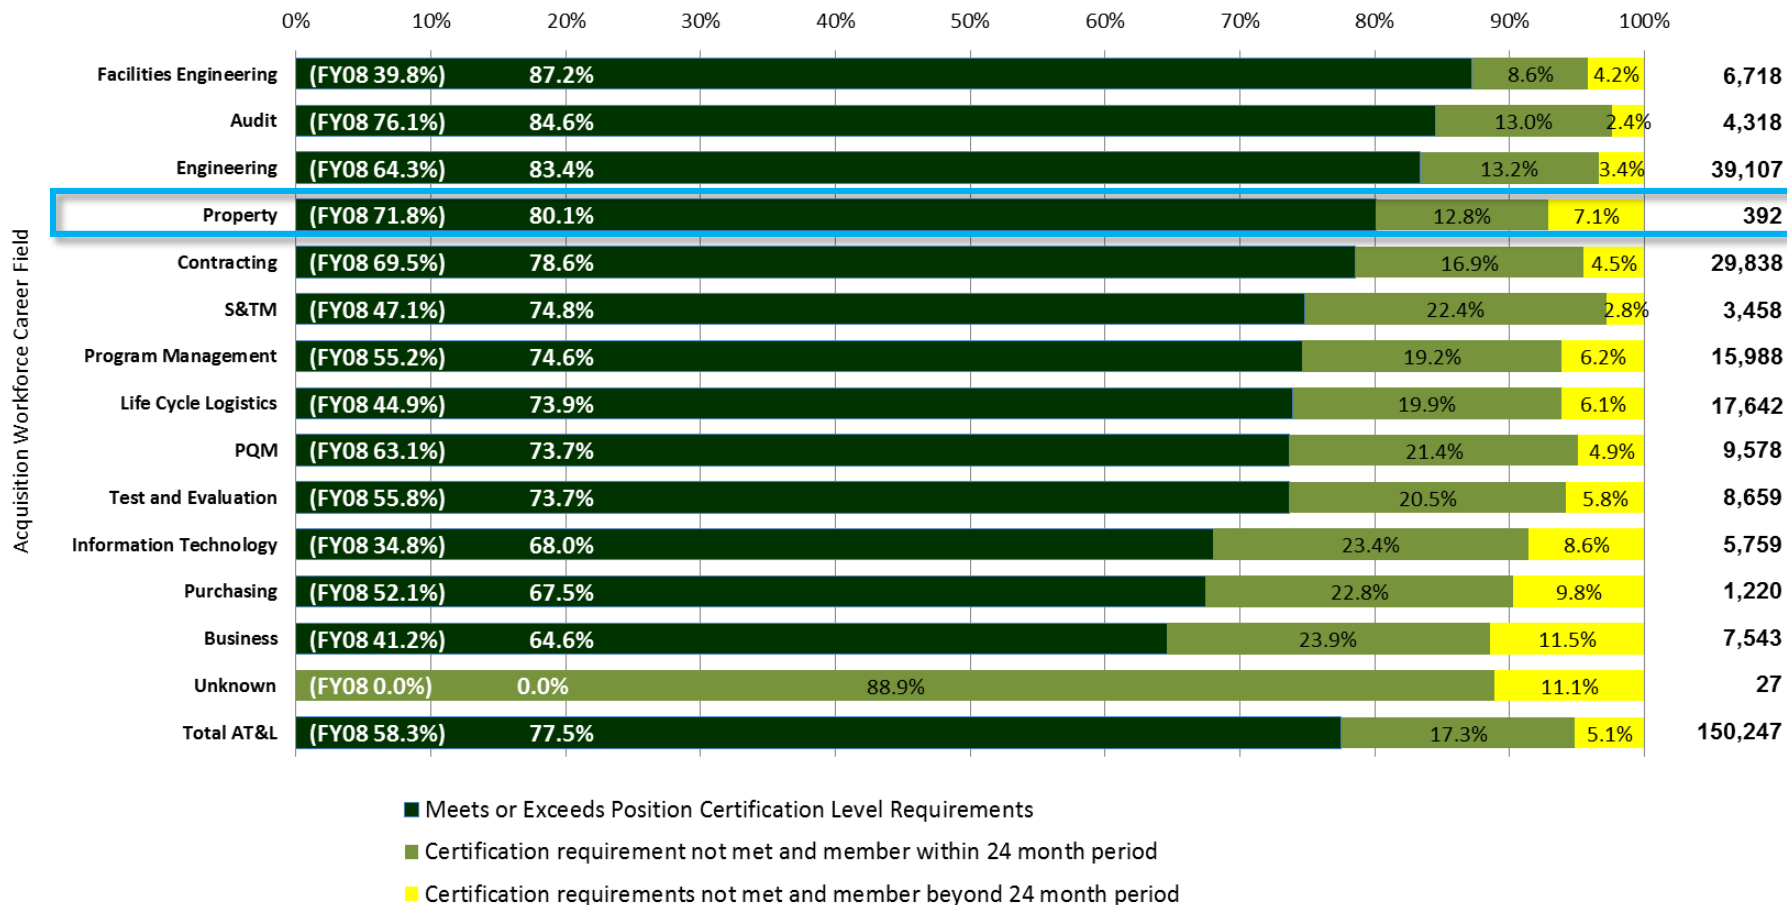 0% 10% 20% 30% 40% 50% 60% 70% 80% 90% 100%
Acquisition Workforce Career Field
Facilities Engineering (FY08 39.8%) 87.2% 8.6% 4.2% 6,718
Audit (FY08 76.1%) 84.6% 13.0% 2.4% 4,318
Engineering (FY08 64.3%) 83.4% 13.2% 3.4% 39,107
Property (FY08 71.8%) 80.1% 12.8% 7.1% 392
Contracting (FY08 69.5%) 78.6% 16.9% 4.5% 29,838
S&TM (FY08 47.1%) 74.8% 22.4% 2.8% 3,458
Program Management (FY08 55.2%) 74.6% 19.2% 6.2% 15,988
Life Cycle Logistics (FY08 44.9%) 73.9% 19.9% 6.1% 17,642
PQM (FY08 63.1%) 73.7% 21.4% 4.9% 9,578
Test and Evaluation (FY08 55.8%) 73.7% 20.5% 5.8% 8,659
Information Technology (FY08 34.8%) 68.0% 23.4% 8.6% 5,759
Purchasing (FY08 52.1%) 67.5% 22.8% 9.8% 1,220
Business (FY08 41.2%) 64.6% 23.9% 11.5% 7,543
Unknown (FY08 0.0%) 0.0% 88.9% 11.1% 27
Total AT&L (FY08 58.3%) 77.5% 17.3% 5.1% 150,247
Meets or Exceeds Position Certification Level Requirements
Certification requirement not met and member within 24 month period
Certification requirements not met and member beyond 24 month period